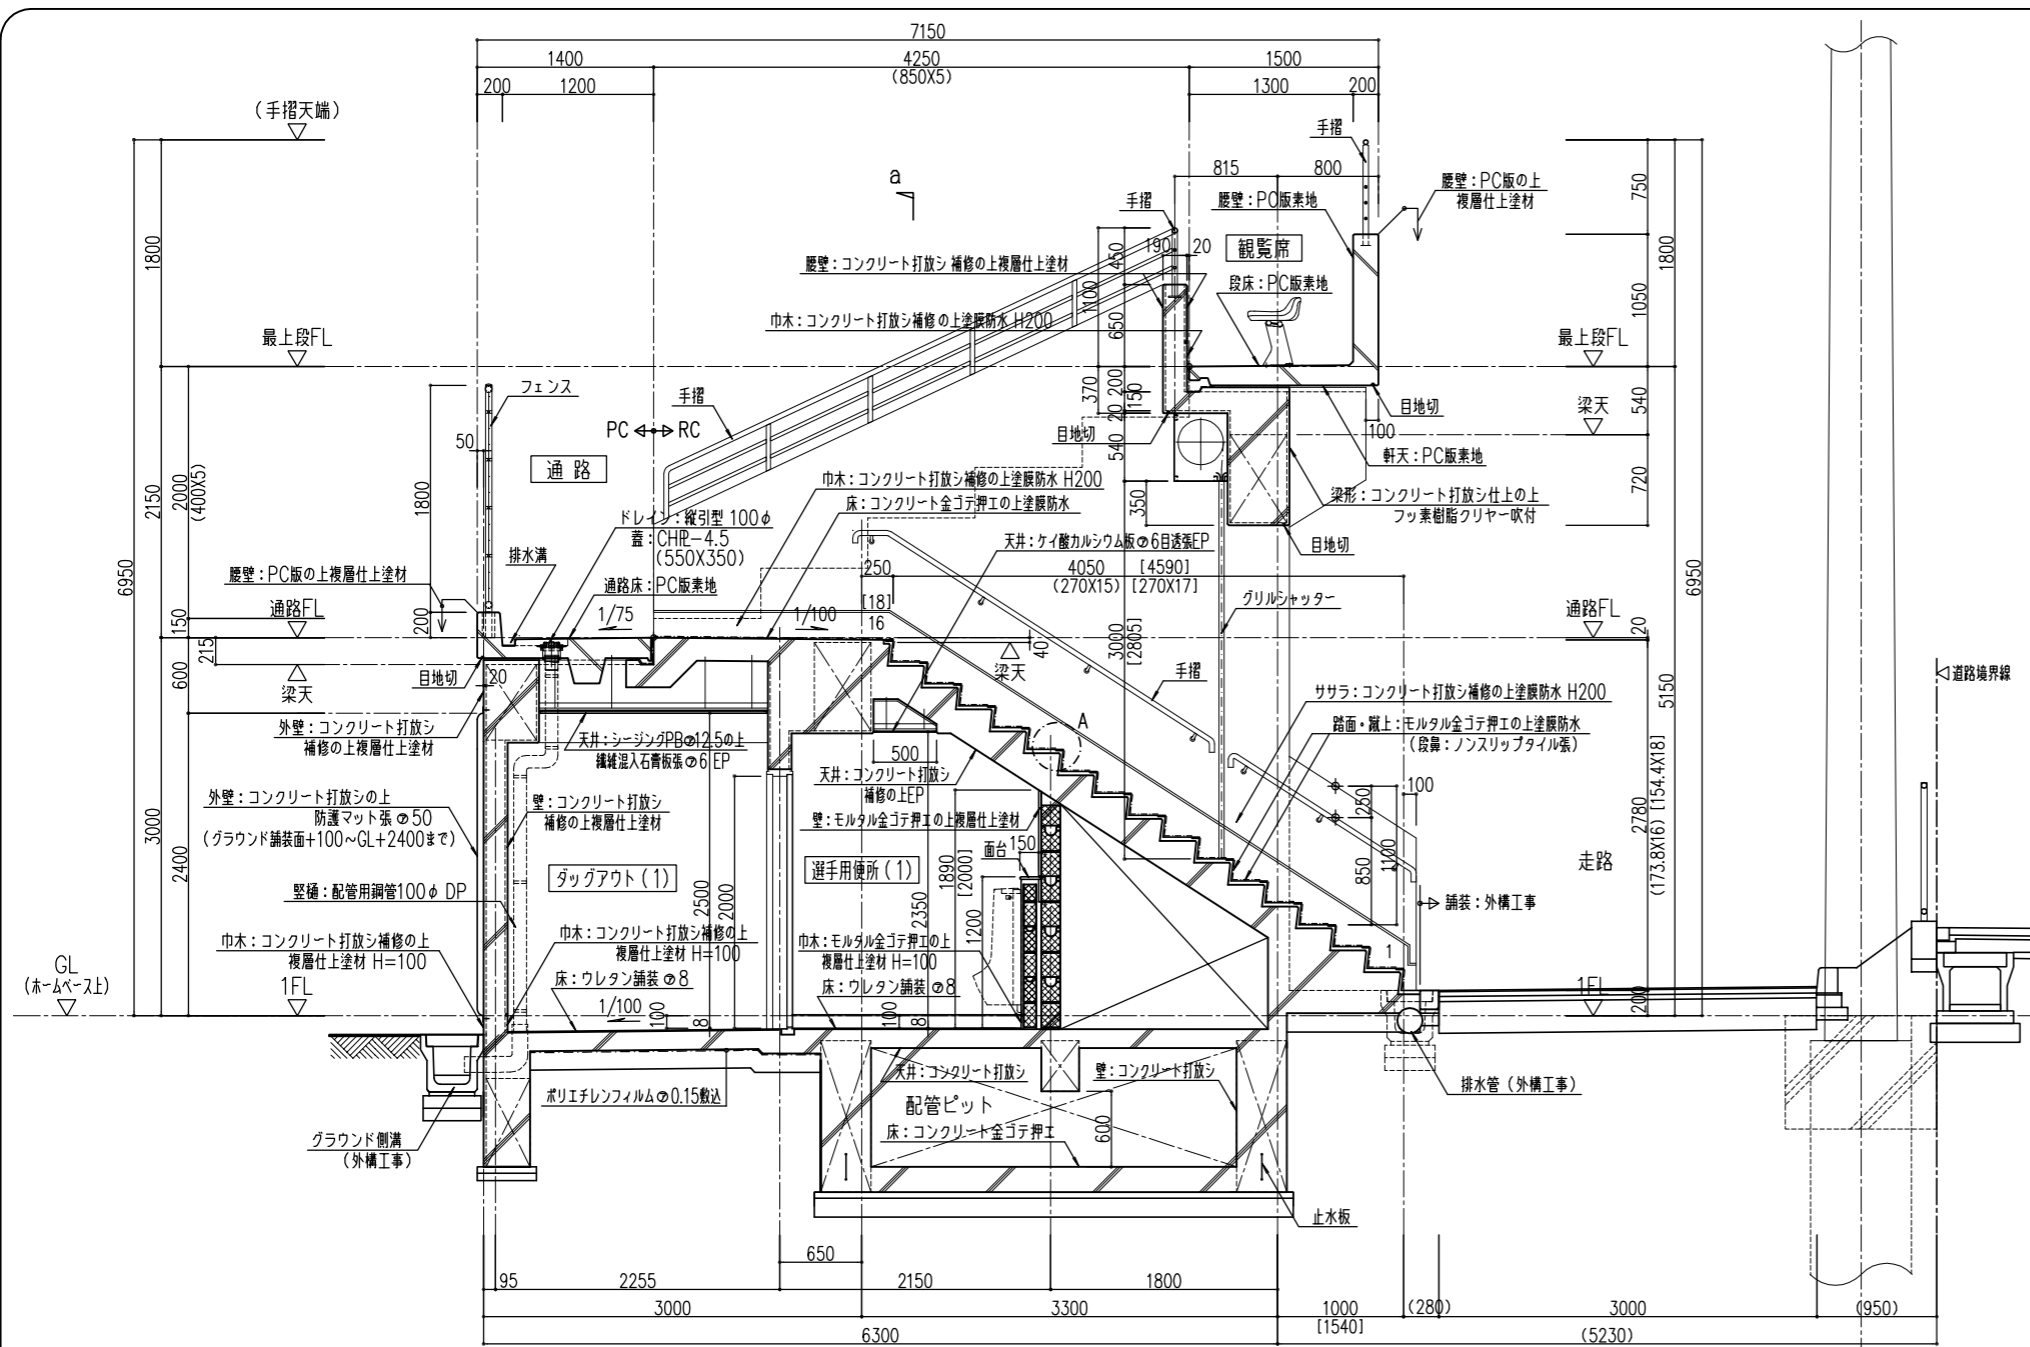 7150
1400
4250
(850X5)
1500
200
1200
1300
200
(手摺天端)
手摺
815
800
a
手摺
腰壁：PC版素地
腰壁：PC版の上
複層仕上塗材
750
1800
1800
450
190
20
観覧席
腰壁：コンクリート打放シ補修の上複層仕上塗材
段床：PC版素地
1100
650
1050
巾木：コンクリート打放シ補修の上塗膜防水 H200
最上段FL
最上段FL
フェンス
手摺
370
200
150
20
540
目地切
目地切
梁天
540
100
PC
RC
50
通路
軒天：PC版素地
2150
2000
(400X5)
1800
巾木：コンクリート打放シ補修の上塗膜防水 H200
床：コンクリート金ゴテ押エの上塗膜防水
350
梁形：コンクリート打放シ仕上の上
フッ素樹脂クリヤー吹付
720
ドレイン：縦引型 100φ
蓋：CHR-4.5
(550X350)
天井：ケイ酸カルシウム板⑦6目透張EP
目地切
排水溝
6950
6950
腰壁：PC版の上複層仕上塗材
通路床：PC版素地
250
4050
[4590]
(270X15)
[270X17]
グリルシャッター
通路FL
150
200
1/75
1/100
[18]
16
通路FL
20
215
600
梁天
目地切
20
梁天
40
3000
[2805]
手摺
道路境界線
外壁：コンクリート打放シ
補修の上複層仕上塗材
天井：シージングPB⑦12.5の上
繊維混入石膏板張⑦6 EP
500
A
ササラ：コンクリート打放シ補修の上塗膜防水 H200
踏面・蹴上：モルタル金ゴテ押エの上塗膜防水
(段鼻：ノンスリップタイル張)
5150
外壁：コンクリート打放シの上
防護マット張⑦50
(グラウンド舗装面+100～GL+2400まで)
壁：コンクリート打放シ
補修の上複層仕上塗材
天井：コンクリート打放シ
補修の上EP
壁：モルタル金ゴテ押エの上複層仕上塗材
100
250
850
1100
2780
(173.8X16) [154.4X18]
3000
2400
面台
150
ダッグアウト(1)
選手用便所(1)
走路
2500
2000
2350
1890
[2000]
1200
舗装：外構工事
竪樋：配管用鋼管100φ DP
巾木：コンクリート打放シ補修の上
複層仕上塗材 H=100
巾木：コンクリート打放シ補修の上
複層仕上塗材 H=100
巾木：モルタル金ゴテ押エの上
複層仕上塗材 H=100
1
GL
(ホームベース上)
1FL
床：ウレタン舗装⑦8
床：ウレタン舗装⑦8
1/100
100
8
100
8
1FL
200
ポリエチレンフィルム⑦0.15敷込
天井：コンクリート打放シ
壁：コンクリート打放シ
配管ピット
600
床：コンクリート金ゴテ押エ
排水管(外構工事)
グラウンド側溝
(外構工事)
止水板
650
95
2255
2150
1800
3000
3300
1000
[1540]
(280)
3000
(950)
6300
(5230)